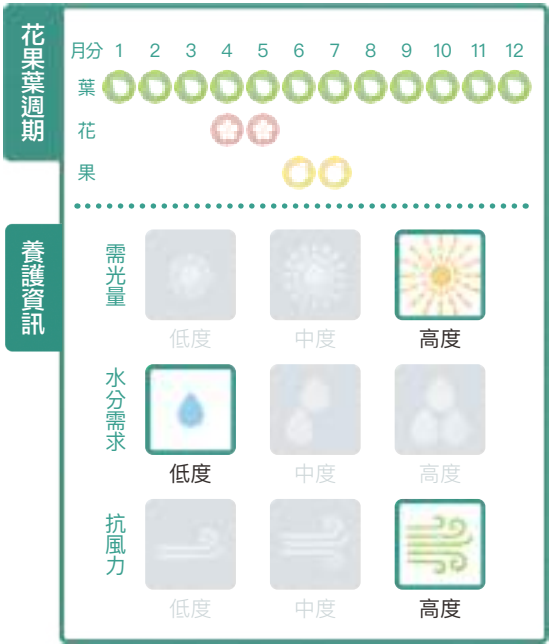 花果葉週期
月分 1 2 3 4 5 6 7 8 9 10 11 12
葉
花
果
養護資訊
需光量
低度 中度 高度
水分需求
低度 中度 高度
抗風力
低度 中度 高度